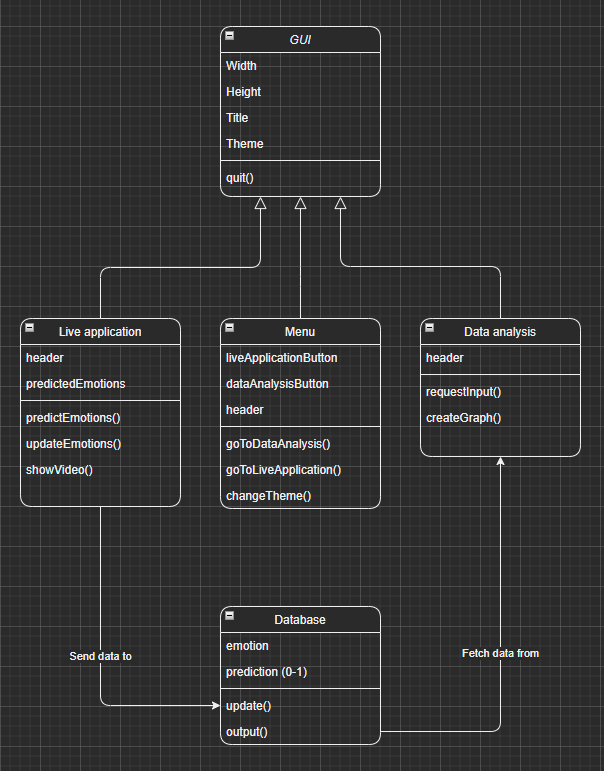 GUI
Width
Height
Title
Theme
quit()
Live application
header
predictedEmotions
predictEmotions()
updateEmotions()
showVideo()
Menu
liveApplicationButton
dataAnalysisButton
header
goToDataAnalysis()
goToLiveApplication()
changeTheme()
Data analysis
header
requestInput()
createGraph()
Send data to
Fetch data from
Database
emotion
prediction (0-1)
update()
output()